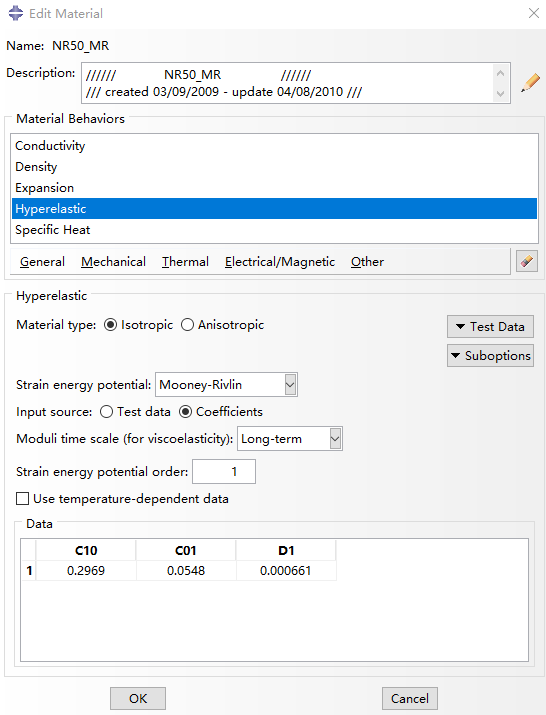 Edit Material
Name: NR50_MR
Description: ////// NR50_MR //////
/// created 03/09/2009 - update 04/08/2010 ///
Material Behaviors
Conductivity
Density
Expansion
Hyperelastic
Specific Heat
General Mechanical Thermal Electrical/Magnetic Other
Hyperelastic
Material type: Isotropic Anisotropic
Test Data
Suboptions
Strain energy potential: Mooney-Rivlin
Input source: Test data Coefficients
Moduli time scale (for viscoelasticity): Long-term
Strain energy potential order: 1
Use temperature-dependent data
Data
C10 C01 D1
1 0.2969 0.0548 0.000661
OK Cancel